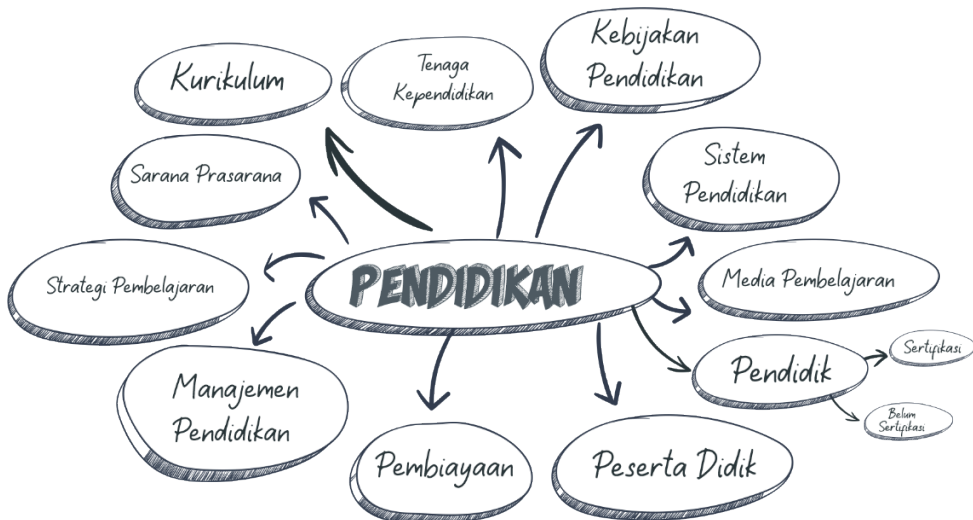 Kebijakan
Pendidikan
Tenaga
Kependidikan
Kurikulum
Sistem
Pendidikan
Sarana Prasarana
PENDIDIKAN
Strategi Pembelajaran
Media Pembelajaran
Pendidik
Sertifikasi
Belum
Sertifikasi
Manajemen
Pendidikan
Pembiayaan
Peserta Didik